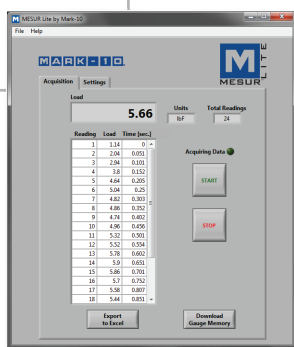 MESUR Lite by Mark-10
File Help
MARK-10
M
MESUR LITE
Acquisition Settings
Load
5.66
Units
lbF
Total Readings
24
Reading Load Time (sec.)
1 1.14 0
2 2.04 0.051
3 2.94 0.101
4 3.8 0.152
5 4.64 0.205
6 5.04 0.25
7 4.82 0.303
8 4.86 0.352
9 4.74 0.402
10 4.96 0.456
11 5.32 0.501
12 5.52 0.554
13 5.78 0.602
14 5.9 0.651
15 5.86 0.701
16 5.7 0.752
17 5.58 0.807
18 5.44 0.851
Acquiring Data
START
STOP
Export
to Excel
Download
Gauge Memory